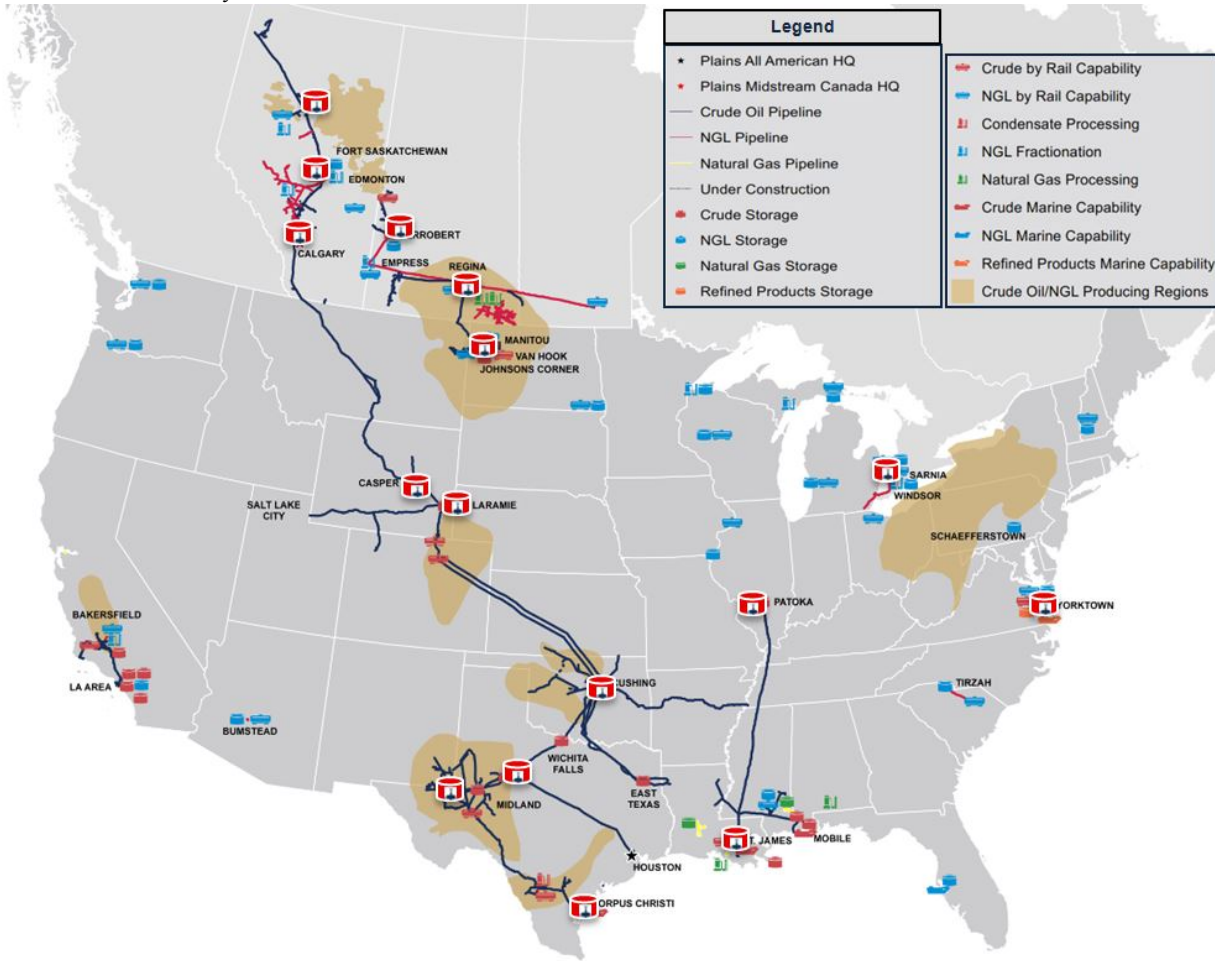 Legend
Plains All American HQ
Plains Midstream Canada HQ
Crude Oil Pipeline
NGL Pipeline
Natural Gas Pipeline
Under Construction
Crude Storage
NGL Storage
Natural Gas Storage
Refined Products Storage
Crude by Rail Capability
NGL by Rail Capability
Condensate Processing
NGL Fractionation
Natural Gas Processing
Crude Marine Capability
NGL Marine Capability
Refined Products Marine Capability
Crude Oil/NGL Producing Regions
FORT SASKATCHEWAN
EDMONTON
RROBERT
CALGARY
EMPRESS
REGINA
MANITOU
VAN HOOK
JOHNSONS CORNER
CASPER
LARAMIE
SALT LAKE
CITY
SARNIA
WINDSOR
SCHAEFFERSTOWN
PATOKA
YORKTOWN
BAKERSFIELD
LA AREA
BUMSTEAD
CUSHING
TIRZAH
WICHITA
FALLS
EAST
TEXAS
MIDLAND
T. JAMES
MOBILE
HOUSTON
ORPUS CHRISTI